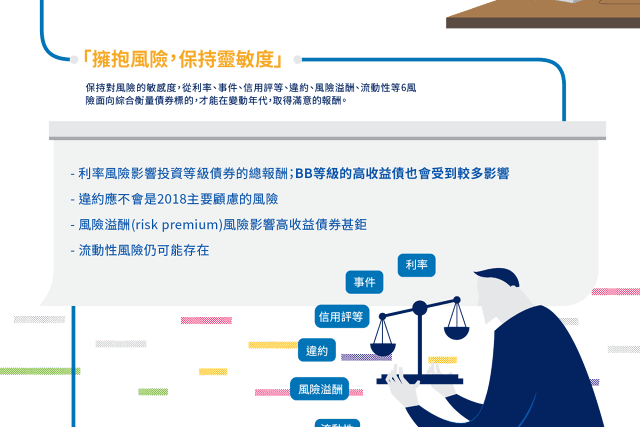 「擁抱風險，保持靈敏度」
保持對風險的敏感度，從利率、事件、信用評等、違約、風險溢酬、流動性等6風
險面向綜合衡量債券標的，才能在變動年代，取得滿意的報酬。
- 利率風險影響投資等級債券的總報酬；BB等級的高收益債也會受到較多影響
- 違約應不會是2018主要顧慮的風險
- 風險溢酬(risk premium)風險影響高收益債券甚鉅
- 流動性風險仍可能存在
利率
事件
信用評等
違約
風險溢酬
流動性